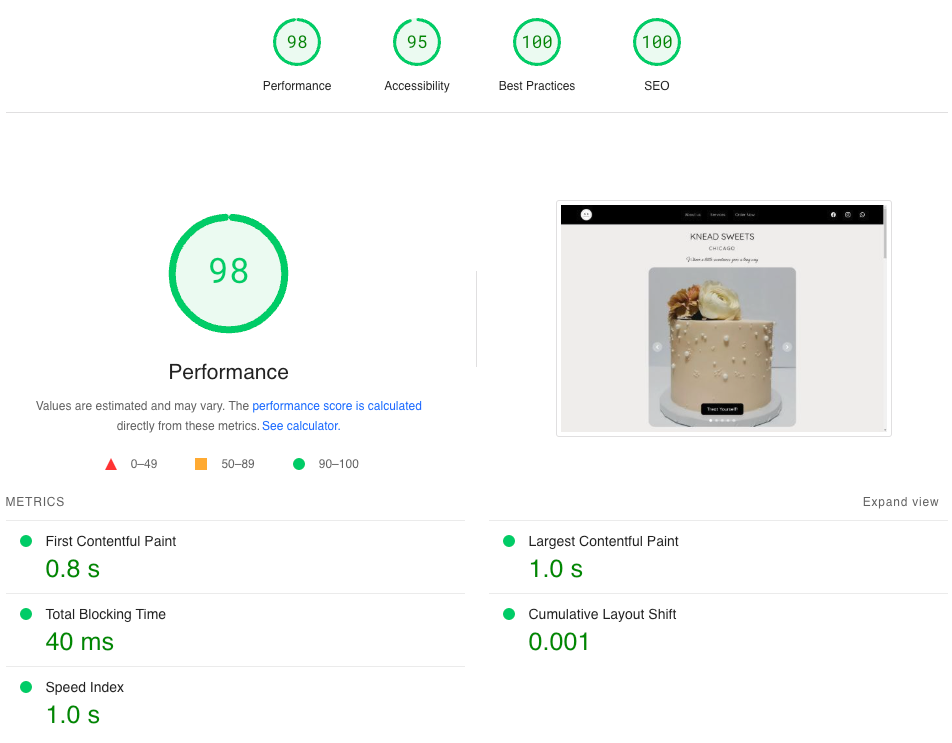 98
95
100
100
Performance
Accessibility
Best Practices
SEO
98
Performance
Values are estimated and may vary. The performance score is calculated
directly from these metrics. See calculator.
0–49
50–89
90–100
About us
Services
Order Now
KNEAD SWEETS
CHICAGO
Treat Yourself!
METRICS
Expand view
First Contentful Paint
0.8 s
Largest Contentful Paint
1.0 s
Total Blocking Time
40 ms
Cumulative Layout Shift
0.001
Speed Index
1.0 s